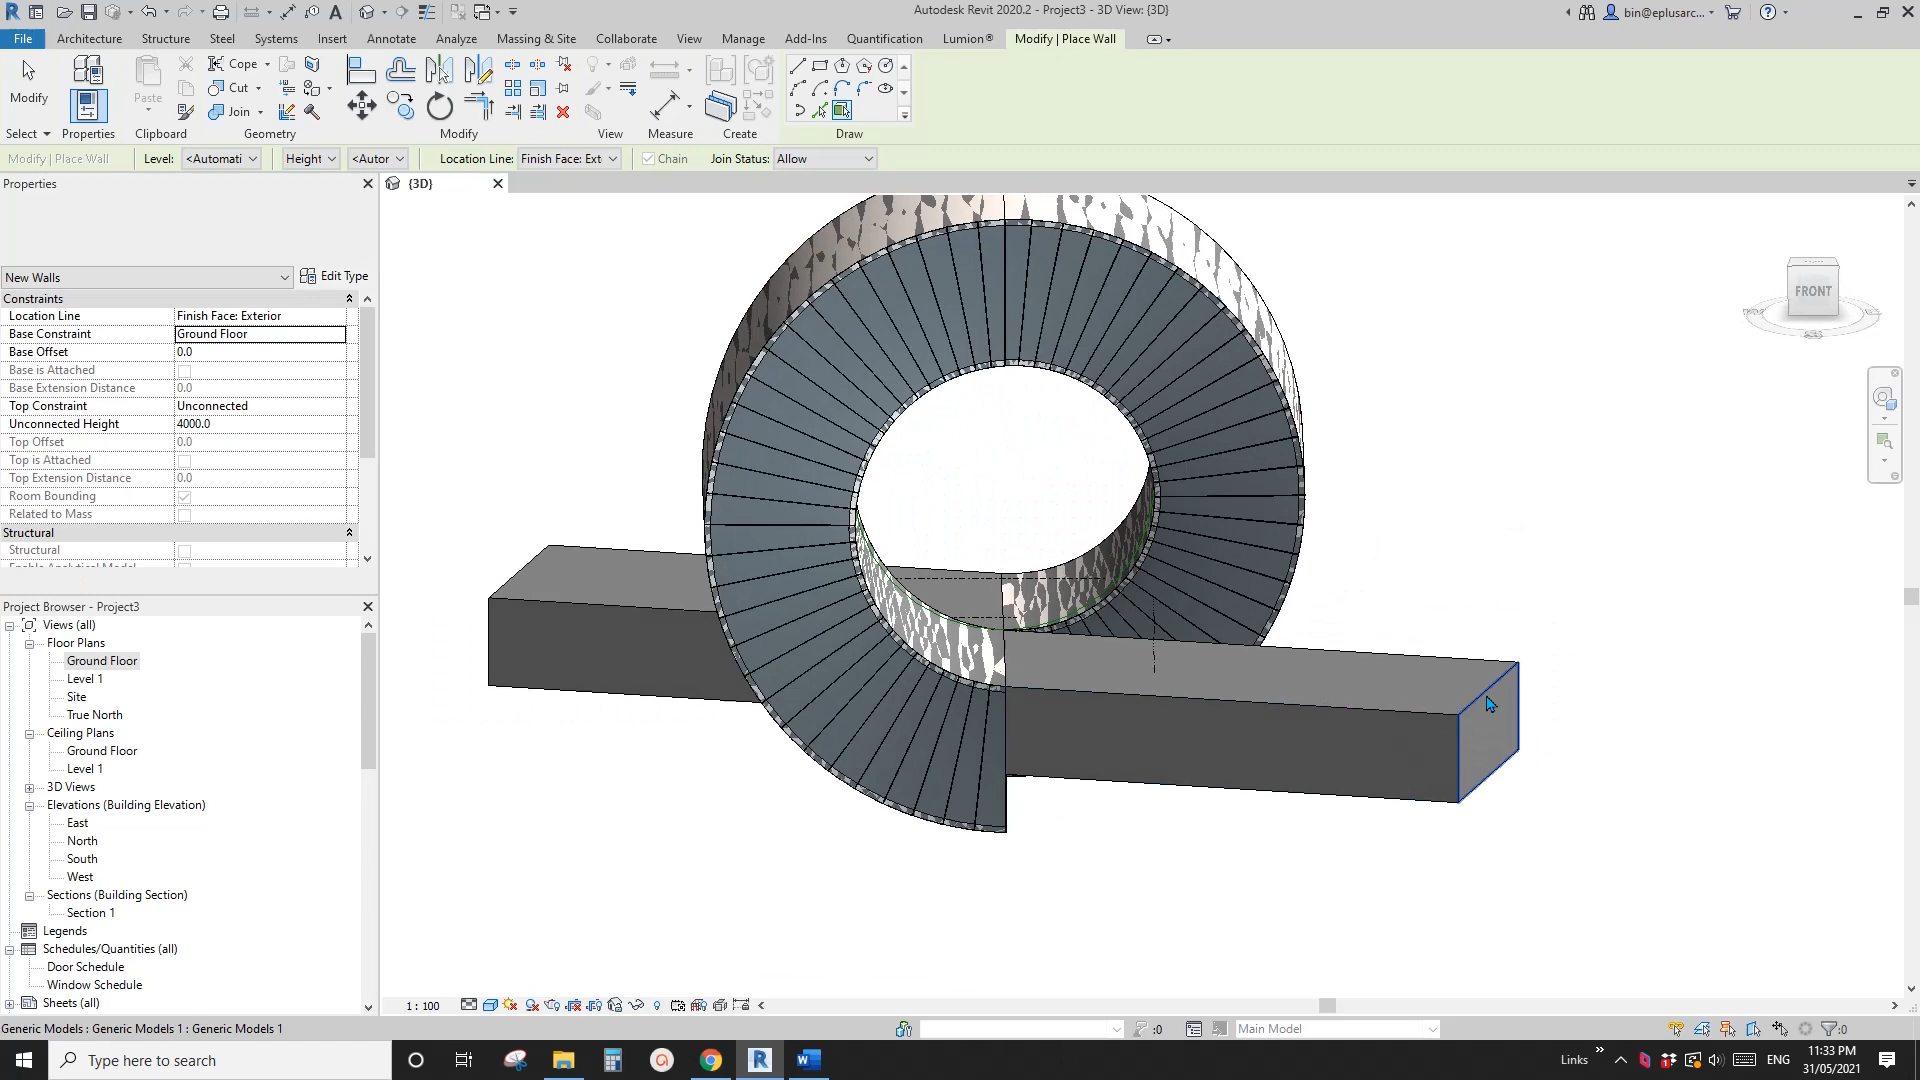 Autodesk Revit 2020.2 - Project3 - 3D View: {3D}
bin@eplusarc...
File Architecture Structure Steel Systems Insert Annotate Analyze Massing & Site Collaborate View Manage Add-Ins Quantification Lumion® Modify | Place Wall
Modify
Paste
Cope
Cut
Join
Select Properties Clipboard Geometry Modify View Measure Create Draw
Modify | Place Wall Level: <Automati Height <Autor Location Line: Finish Face: Ext Chain Join Status: Allow
Properties
{3D}
New Walls Edit Type
Constraints
Location Line Finish Face: Exterior
Base Constraint Ground Floor
Base Offset 0.0
Base is Attached
Base Extension Distance 0.0
Top Constraint Unconnected
Unconnected Height 4000.0
Top Offset 0.0
Top is Attached
Top Extension Distance 0.0
Room Bounding
Related to Mass
Structural
Structural
FRONT
Project Browser - Project3
Views (all)
Floor Plans
Ground Floor
Level 1
Site
True North
Ceiling Plans
Ground Floor
Level 1
3D Views
Elevations (Building Elevation)
East
North
South
West
Sections (Building Section)
Section 1
Legends
Schedules/Quantities (all)
Door Schedule
Window Schedule
Sheets (all)
1 : 100
Generic Models : Generic Models 1 : Generic Models 1
:0
Main Model
:0
Type here to search
Links
ENG
11:33 PM
31/05/2021